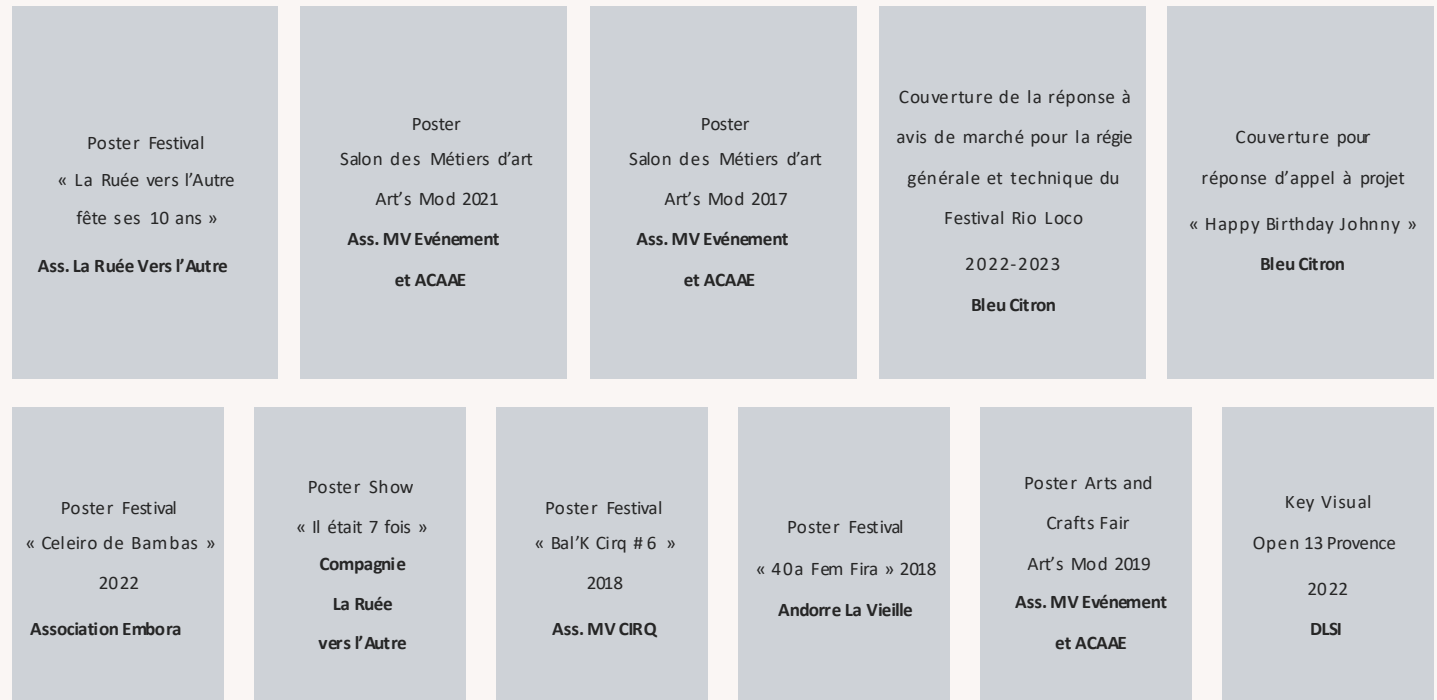 Poster Festival
« La Ruée vers l’Autre
fête ses 10 ans »
Ass. La Ruée Vers l’Autre
Poster
Salon des Métiers d’art
Art’s Mod 2021
Ass. MV Evénement
et ACAAE
Poster
Salon des Métiers d’art
Art’s Mod 2017
Ass. MV Evénement
et ACAAE
Couverture de la réponse à
avis de marché pour la régie
générale et technique du
Festival Rio Loco
2022-2023
Bleu Citron
Couverture pour
réponse d’appel à projet
« Happy Birthday Johnny »
Bleu Citron
Poster Festival
« Celeiro de Bambas »
2022
Association Embora
Poster Show
« Il était 7 fois »
Compagnie
La Ruée
vers l’Autre
Poster Festival
« Bal’K Cirq # 6 »
2018
Ass. MV CIRQ
Poster Festival
« 40a Fem Fira » 2018
Andorre La Vieille
Poster Arts and
Crafts Fair
Art’s Mod 2019
Ass. MV Evénement
et ACAAE
Key Visual
Open 13 Provence
2022
DLSI